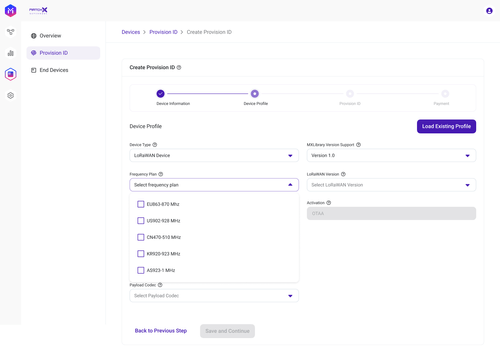 Overview
Provision ID
End Devices
Devices > Provision ID > Create Provision ID
Create Provision ID
Device Information
Device Profile
Provision ID
Payment
Device Profile
Load Existing Profile
Device Type
LoRaWAN Device
MXLibrary Version Support
Version 1.0
Frequency Plan
Select frequency plan
LoRaWAN Version
Select LoRaWAN Version
EU863-870 Mhz
US902-928 MHz
CN470-510 MHz
KR920-923 MHz
AS923-1 MHz
Activation
OTAA
Payload Codec
Select Payload Codec
Back to Previous Step
Save and Continue